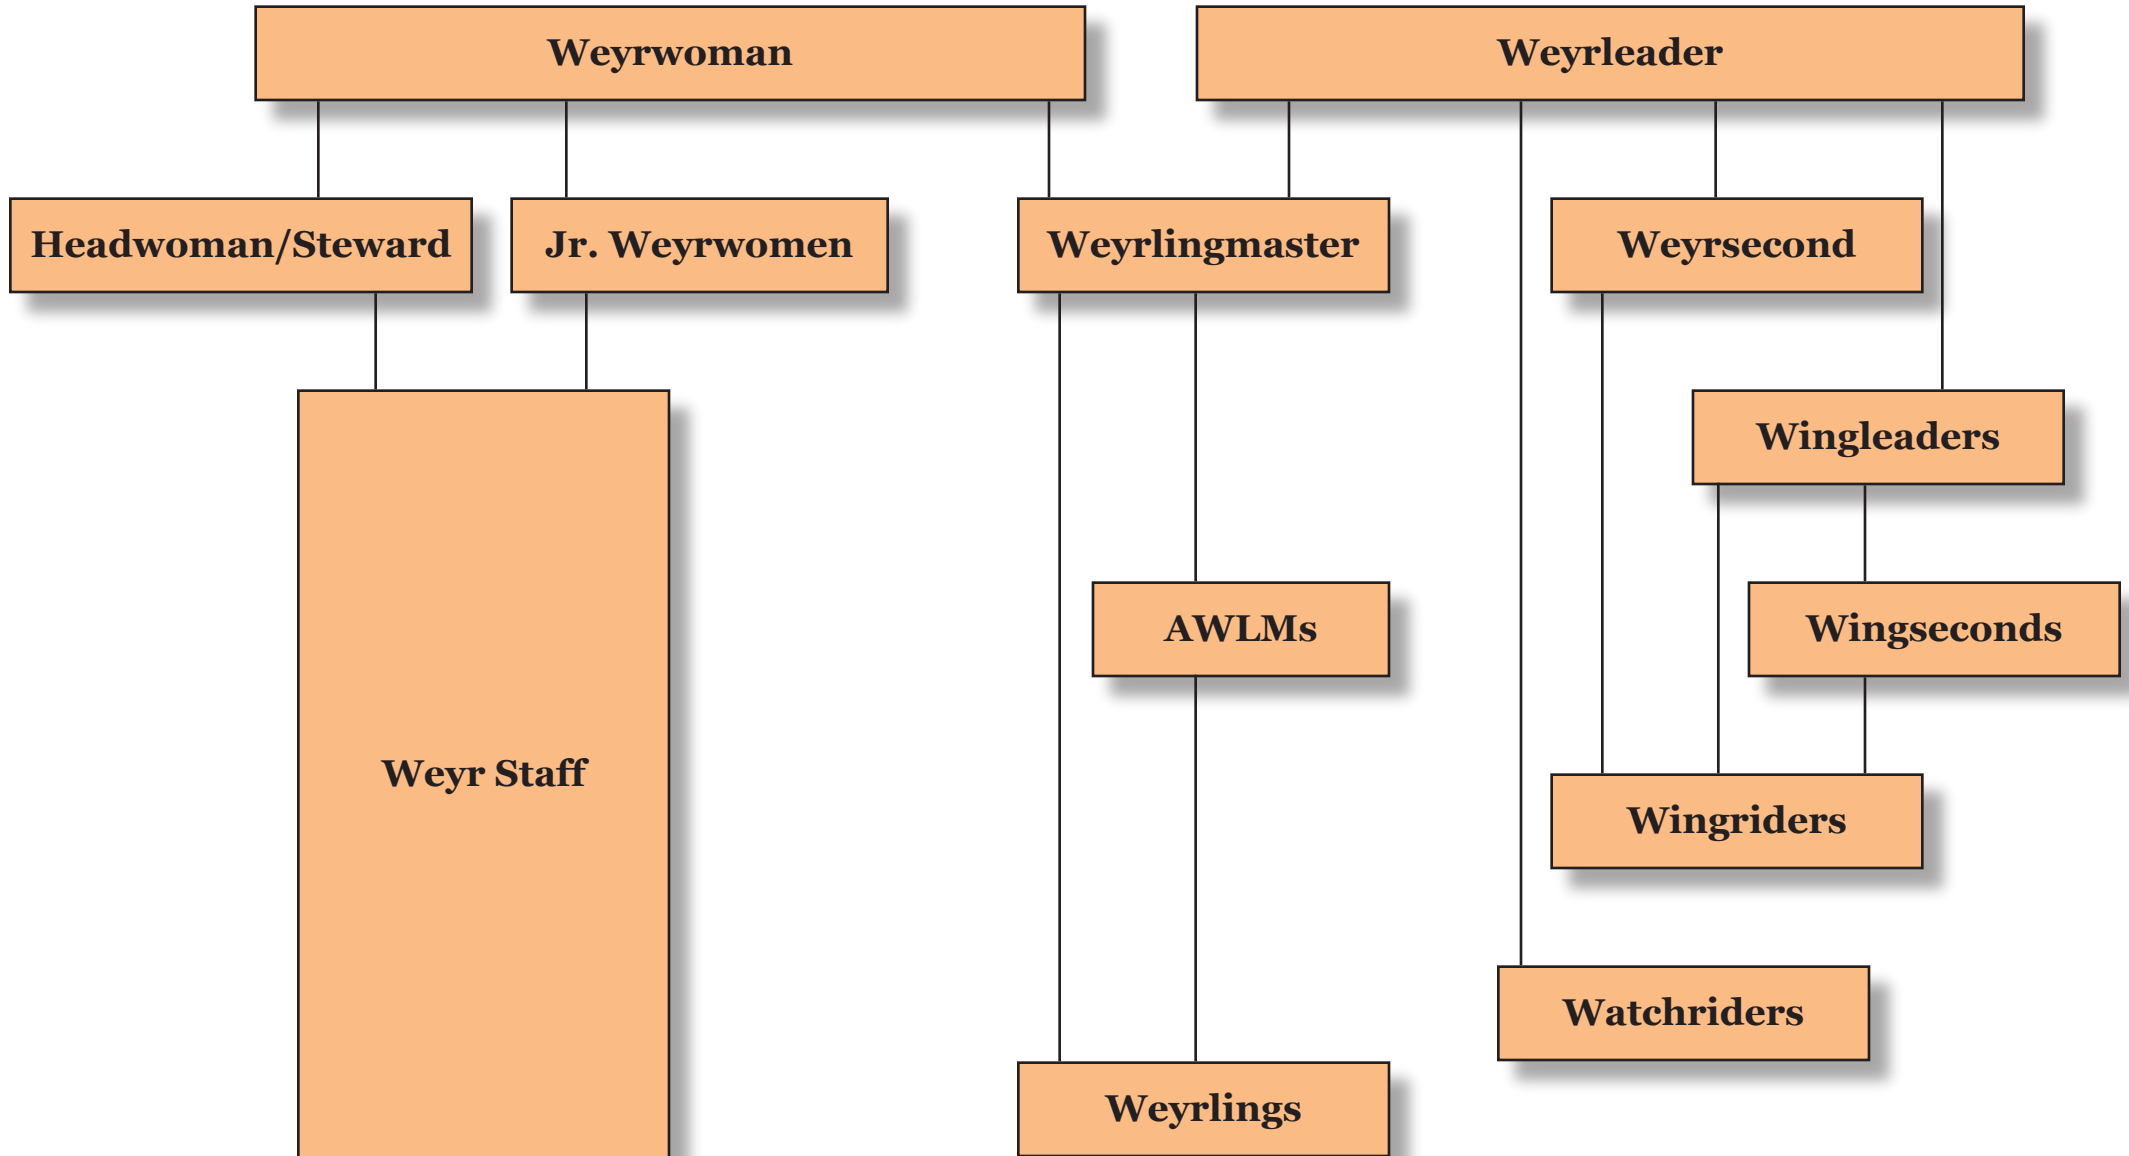 Weyrwoman
Weyrleader
Headwoman/Steward
Jr. Weyrwomen
Weyrlingmaster
Weyrsecond
Wingleaders
AWLMs
Wingseconds
Weyr Staff
Wingriders
Watchriders
Weyrlings